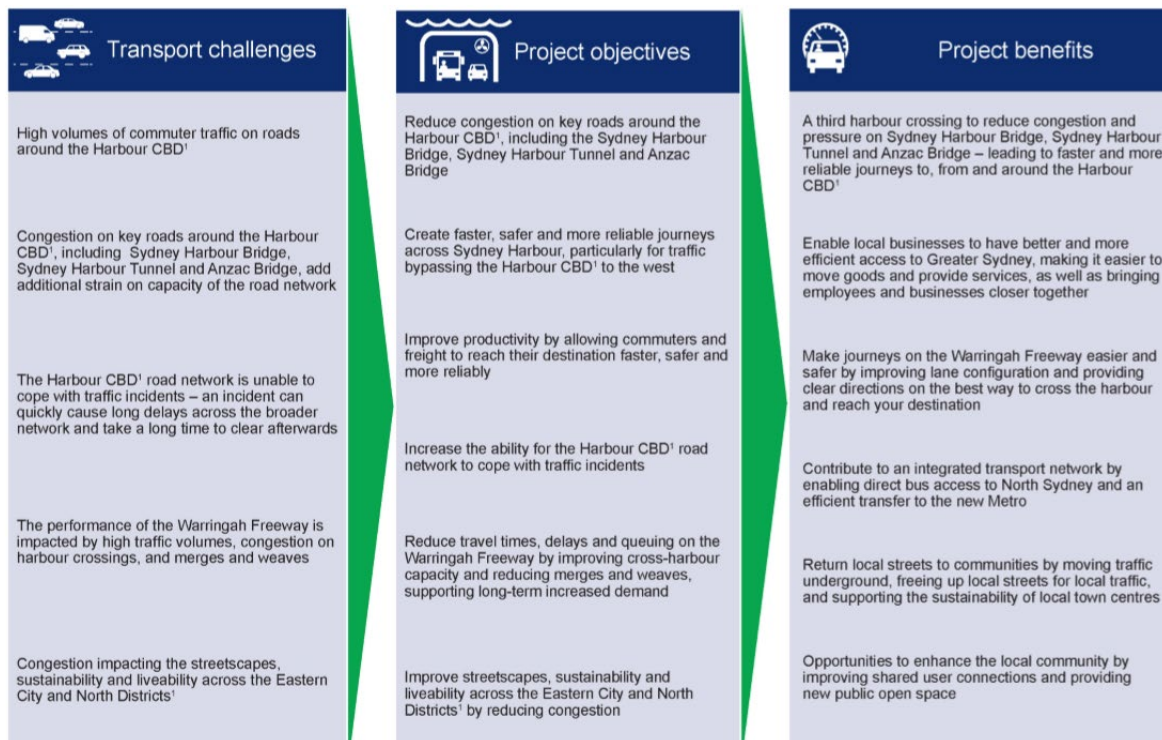 Transport challenges
High volumes of commuter traffic on roads
around the Harbour CBD¹
Congestion on key roads around the Harbour
CBD¹, including Sydney Harbour Bridge,
Sydney Harbour Tunnel and Anzac Bridge, add
additional strain on capacity of the road network
The Harbour CBD¹ road network is unable to
cope with traffic incidents – an incident can
quickly cause long delays across the broader
network and take a long time to clear afterwards
The performance of the Warringah Freeway is
impacted by high traffic volumes, congestion on
harbour crossings, and merges and weaves
Congestion impacting the streetscapes,
sustainability and liveability across the Eastern
City and North Districts¹
Project objectives
Reduce congestion on key roads around the
Harbour CBD¹, including the Sydney Harbour
Bridge, Sydney Harbour Tunnel and Anzac
Bridge
Create faster, safer and more reliable journeys
across Sydney Harbour, particularly for traffic
bypassing the Harbour CBD¹ to the west
Improve productivity by allowing commuters and
freight to reach their destination faster, safer and
more reliably
Increase the ability for the Harbour CBD¹ road
network to cope with traffic incidents
Reduce travel times, delays and queuing on the
Warringah Freeway by improving cross-harbour
capacity and reducing merges and weaves,
supporting long-term increased demand
Improve streetscapes, sustainability and
liveability across the Eastern City and North
Districts¹ by reducing congestion
Project benefits
A third harbour crossing to reduce congestion and
pressure on Sydney Harbour Bridge, Sydney Harbour
Tunnel and Anzac Bridge – leading to faster and more
reliable journeys to, from and around the Harbour
CBD¹
Enable local businesses to have better and more
efficient access to Greater Sydney, making it easier to
move goods and provide services, as well as bringing
employees and businesses closer together
Make journeys on the Warringah Freeway easier and
safer by improving lane configuration and providing
clear directions on the best way to cross the harbour
and reach your destination
Contribute to an integrated transport network by
enabling direct bus access to North Sydney and an
efficient transfer to the new Metro
Return local streets to communities by moving traffic
underground, freeing up local streets for local traffic,
and supporting the sustainability of local town centres
Opportunities to enhance the local community by
improving shared user connections and providing
new public open space